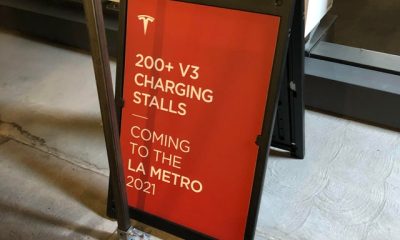 200+ V3
CHARGING
STALLS
COMING
TO THE
LA METRO
2021